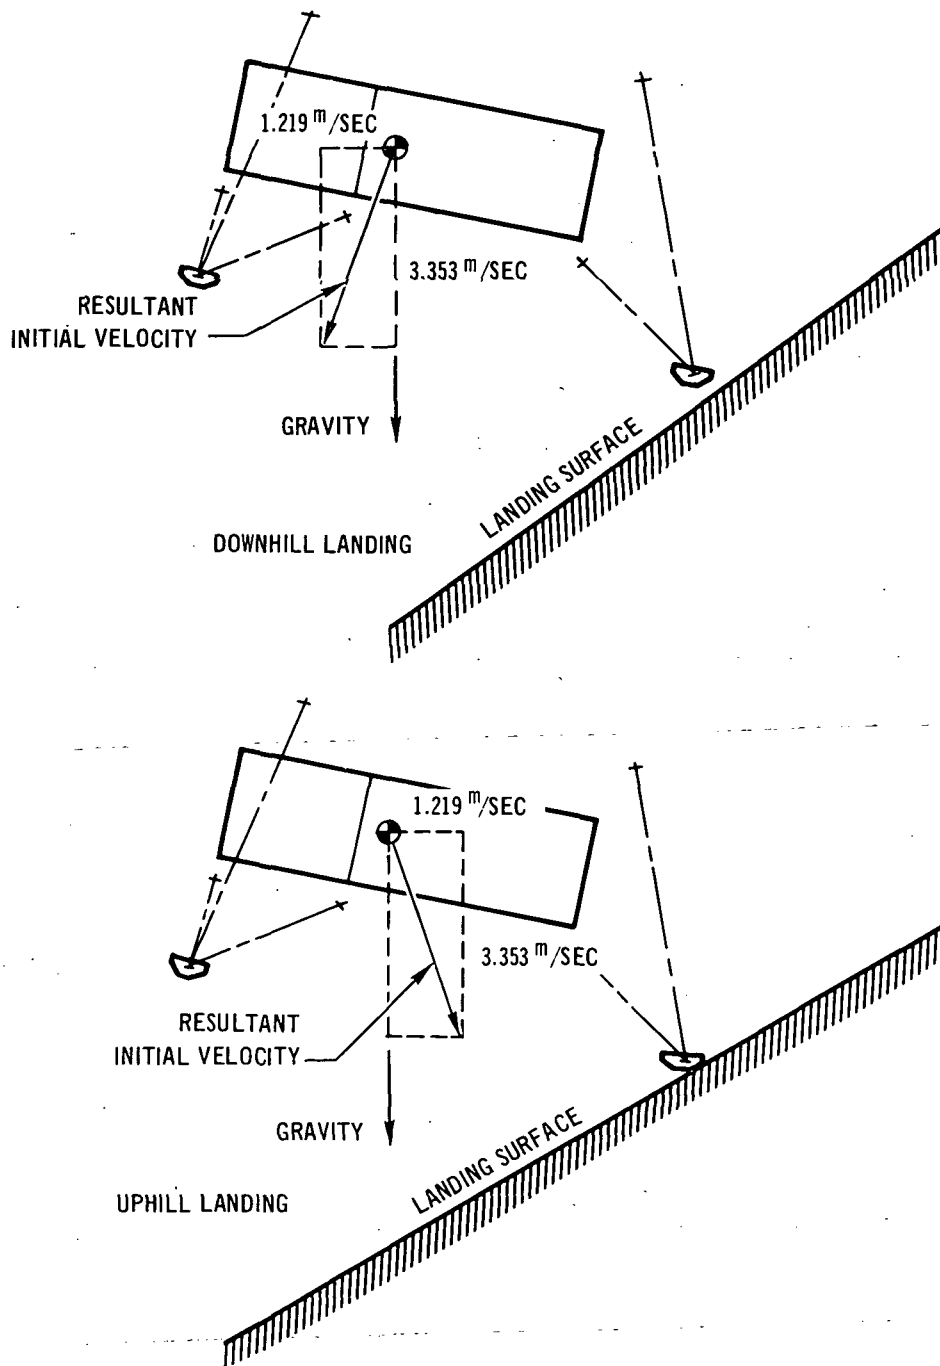 1.219 m/SEC
3.353 m/SEC
RESULTANT
INITIAL VELOCITY
GRAVITY
LANDING SURFACE
DOWNHILL LANDING
1.219 m/SEC
3.353 m/SEC
RESULTANT
INITIAL VELOCITY
GRAVITY
LANDING SURFACE
UPHILL LANDING